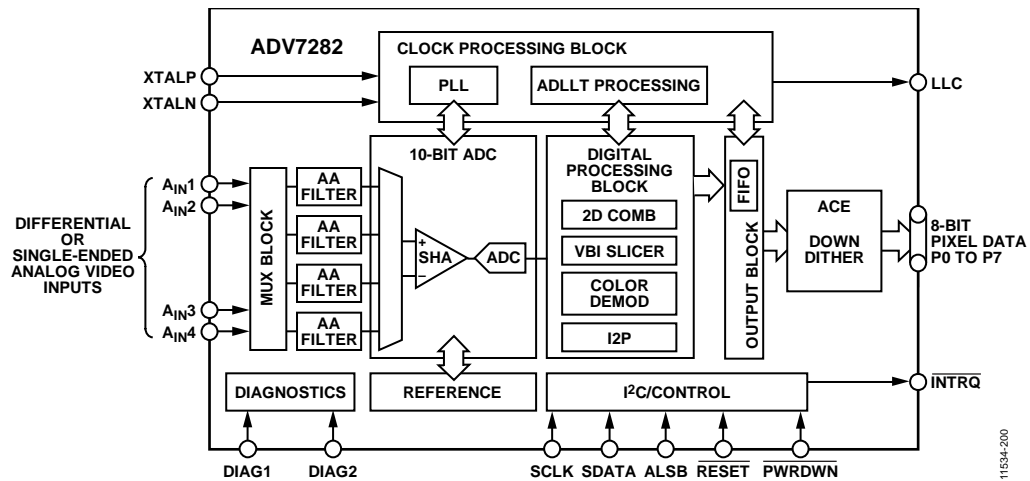 ADV7282
CLOCK PROCESSING BLOCK
XTALP
XTALN
PLL
ADLLT PROCESSING
LLC
10-BIT ADC
DIGITAL
PROCESSING
BLOCK
2D COMB
VBI SLICER
COLOR
DEMOD
I2P
DIFFERENTIAL
OR
SINGLE-ENDED
ANALOG VIDEO
INPUTS
AIN1
AIN2
AIN3
AIN4
MUX BLOCK
AA
FILTER
AA
FILTER
AA
FILTER
AA
FILTER
+
SHA
–
ADC
FIFO
OUTPUT BLOCK
ACE
DOWN
DITHER
8-BIT
PIXEL DATA
P0 TO P7
DIAGNOSTICS
REFERENCE
I2C/CONTROL
INTRQ
DIAG1
DIAG2
SCLK
SDATA
ALSB
RESET
PWRDWN
11534-200